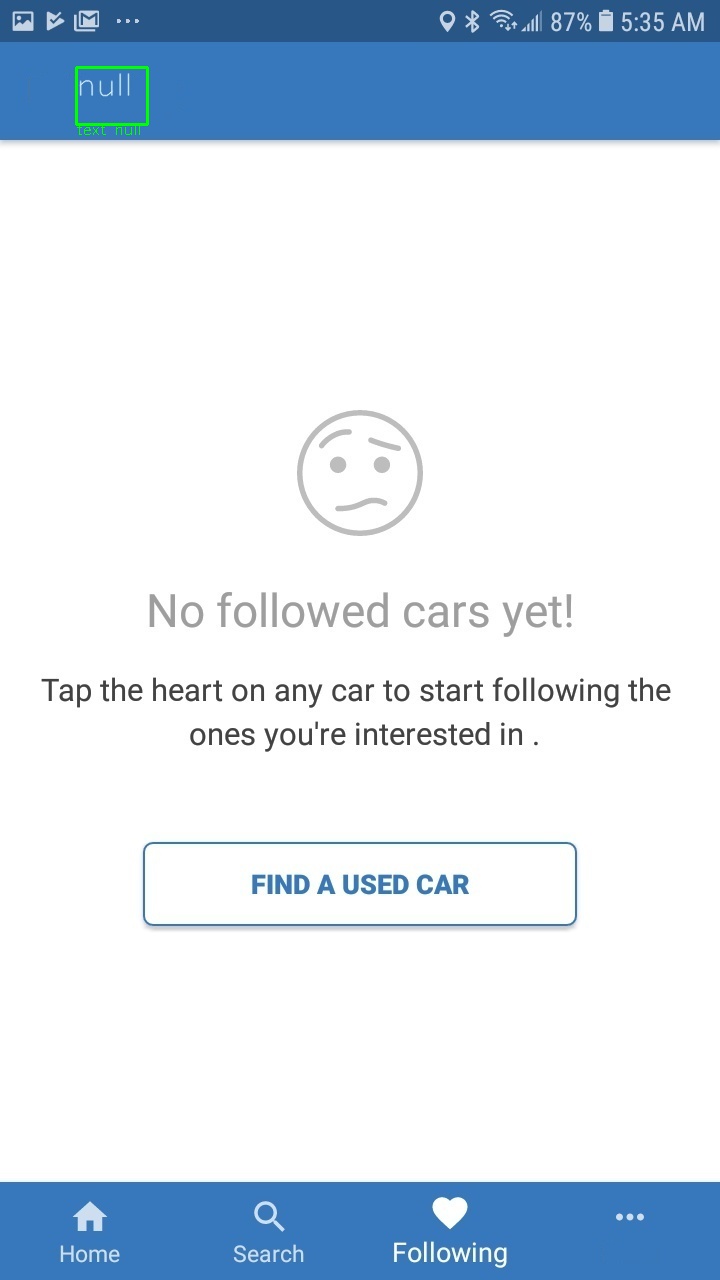 87% 5:35 AM
null
text null
No followed cars yet!
Tap the heart on any car to start following the
ones you're interested in .
FIND A USED CAR
Home
Search
Following